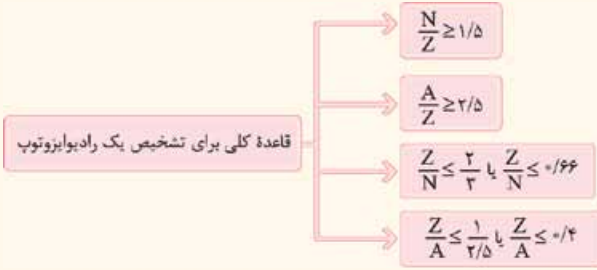 قاعدهٔ کلی برای تشخیص یک رادیوایزوتوپ
N/Z ≥ ۱/۵
A/Z ≥ ۲/۵
Z/N ≤ ۲/۳ یا Z/N ≤ ۰/۶۶
Z/A ≤ ۱/۲/۵ یا Z/A ≤ ۰/۴